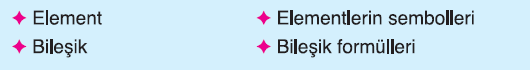 ✦ Element
✦ Bileşik
✦ Elementlerin sembolleri
✦ Bileşik formülleri